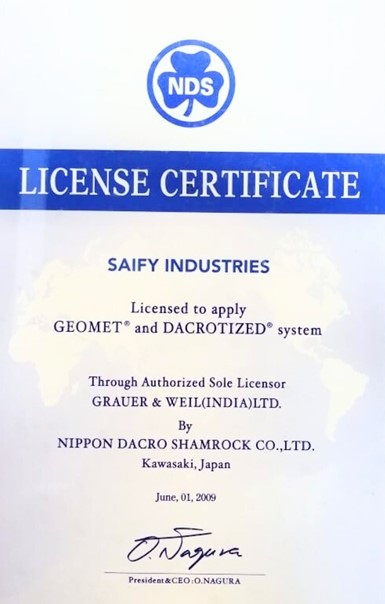 NDS
LICENSE CERTIFICATE
SAIFY INDUSTRIES
Licensed to apply
GEOMET® and DACROTIZED® system
Through Authorized Sole Licensor
GRAUER & WEIL(INDIA)LTD.
By
NIPPON DACRO SHAMROCK CO.,LTD.
Kawasaki, Japan
June, 01, 2009
O. Nagura
President&CEO:O.NAGURA